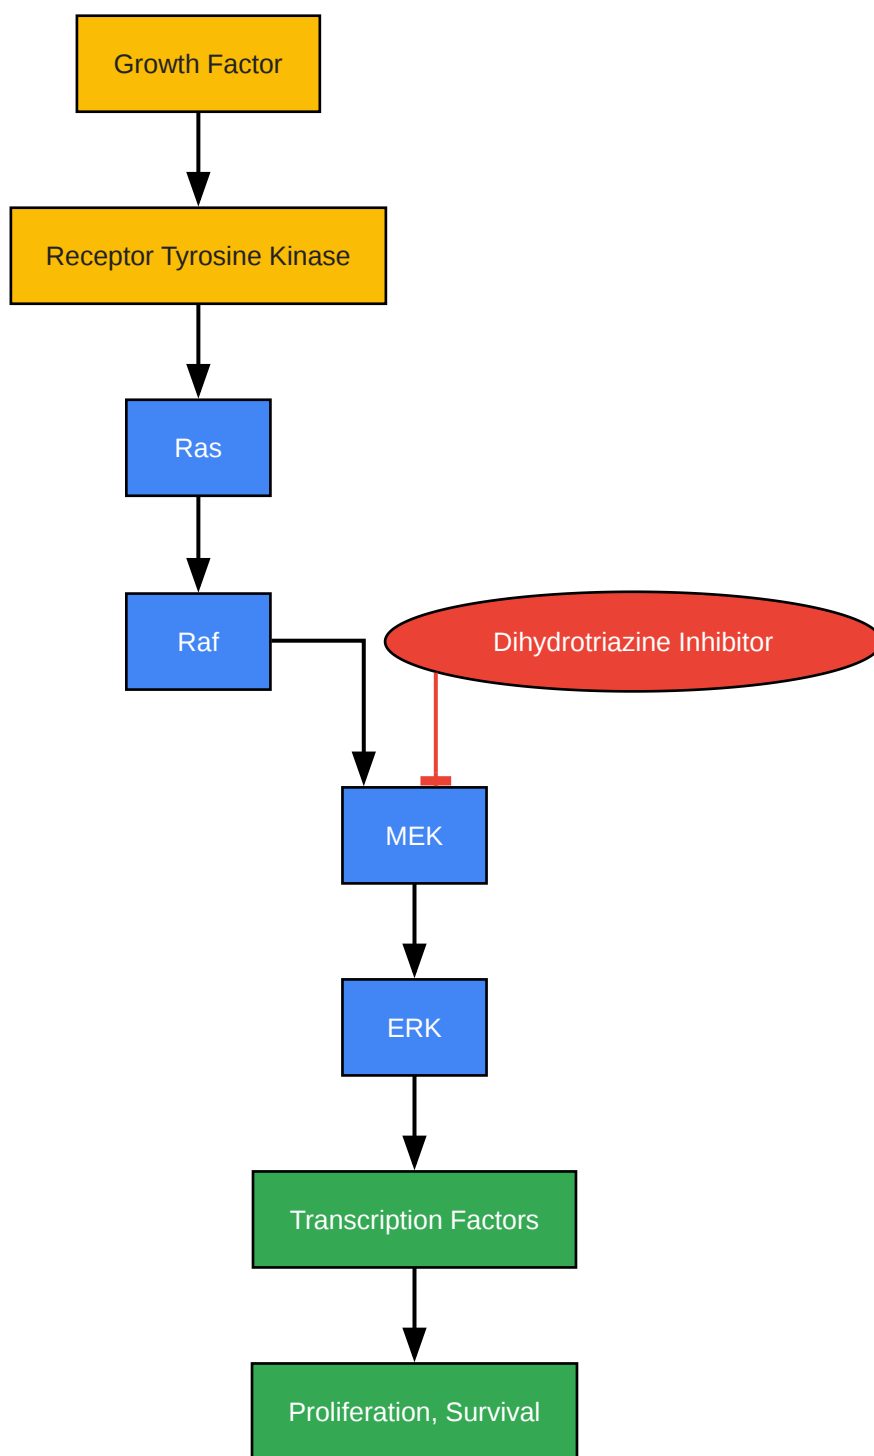 Growth Factor
Receptor Tyrosine Kinase
Ras
Raf
Dihydrotriazine Inhibitor
MEK
ERK
Transcription Factors
Proliferation, Survival